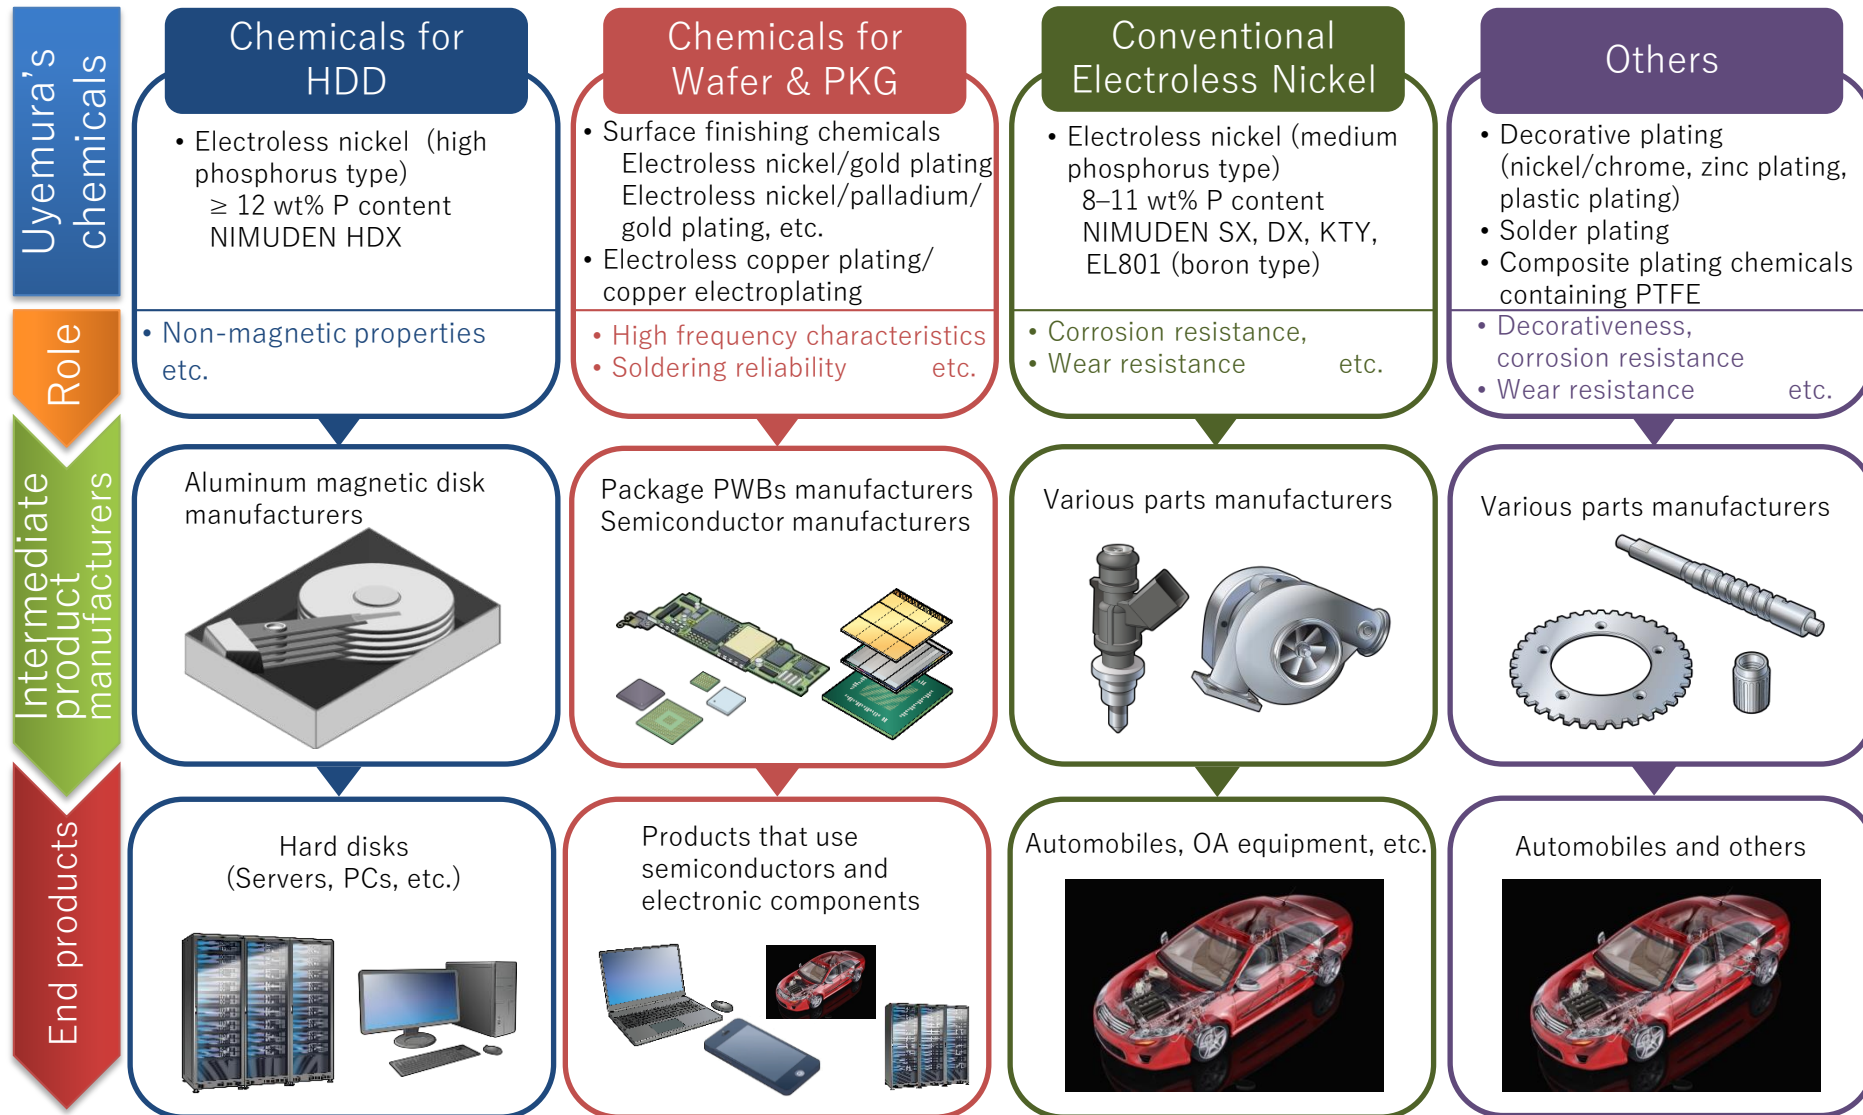 Uyemura's
chemicals
Chemicals for
HDD
• Electroless nickel (high
phosphorus type)
≥ 12 wt% P content
NIMUDEN HDX
Chemicals for
Wafer & PKG
• Surface finishing chemicals
Electroless nickel/gold plating
Electroless nickel/palladium/
gold plating, etc.
• Electroless copper plating/
copper electroplating
Conventional
Electroless Nickel
• Electroless nickel (medium
phosphorus type)
8–11 wt% P content
NIMUDEN SX, DX, KTY,
EL801 (boron type)
Others
• Decorative plating
(nickel/chrome, zinc plating,
plastic plating)
• Solder plating
• Composite plating chemicals
containing PTFE
Role
• Non-magnetic properties
etc.
• High frequency characteristics
• Soldering reliability etc.
• Corrosion resistance,
• Wear resistance etc.
• Decorativeness,
corrosion resistance
• Wear resistance etc.
Intermediate
product
manufacturers
Aluminum magnetic disk
manufacturers
Package PWBs manufacturers
Semiconductor manufacturers
Various parts manufacturers
Various parts manufacturers
End products
Hard disks
(Servers, PCs, etc.)
Products that use
semiconductors and
electronic components
Automobiles, OA equipment, etc.
Automobiles and others